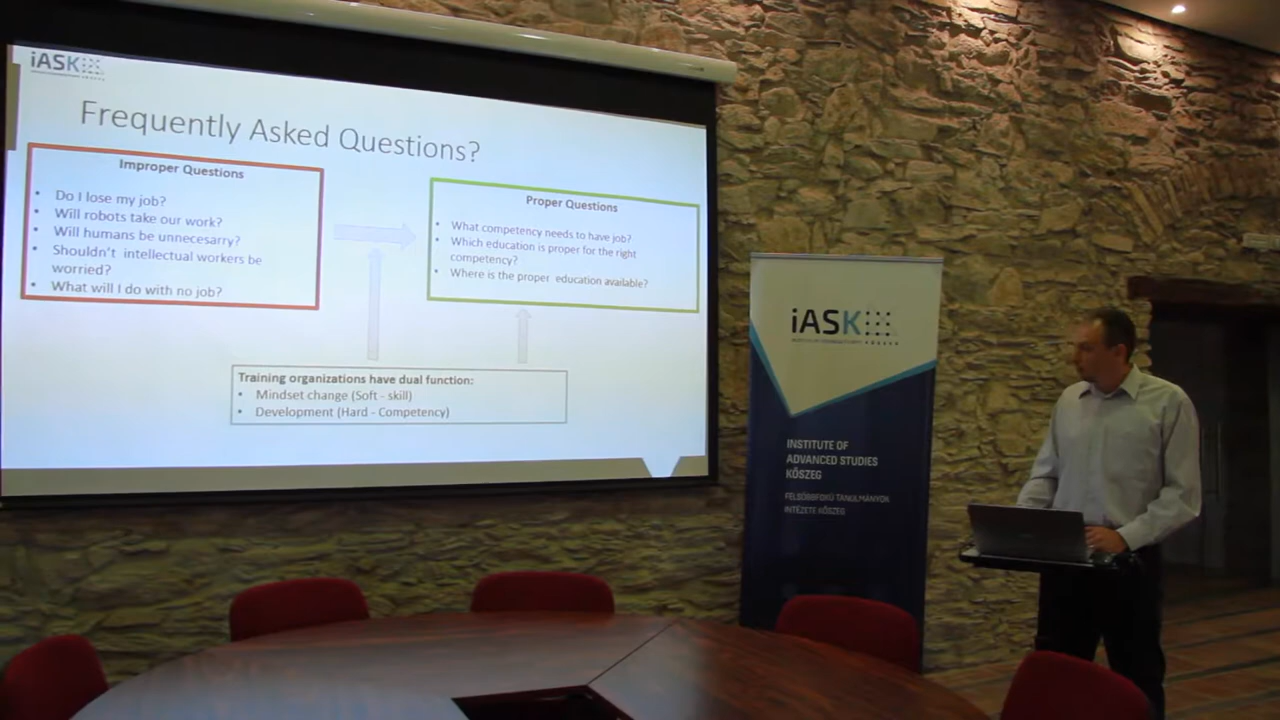 iASK
Frequently Asked Questions?
Improper Questions
• Do I lose my job?
• Will robots take our work?
• Will humans be unnecesarry?
• Shouldn't intellectual workers be
worried?
• What will I do with no job?
Proper Questions
• What competency needs to have job?
• Which education is proper for the right
competency?
• Where is the proper education available?
Training organizations have dual function:
• Mindset change (Soft - skill)
• Development (Hard - Competency)
iASK
KŐSZEG
INSTITUTE OF
ADVANCED STUDIES
KŐSZEG
FELSŐBBFOKÚ TANULMÁNYOK
INTÉZETE KŐSZEG